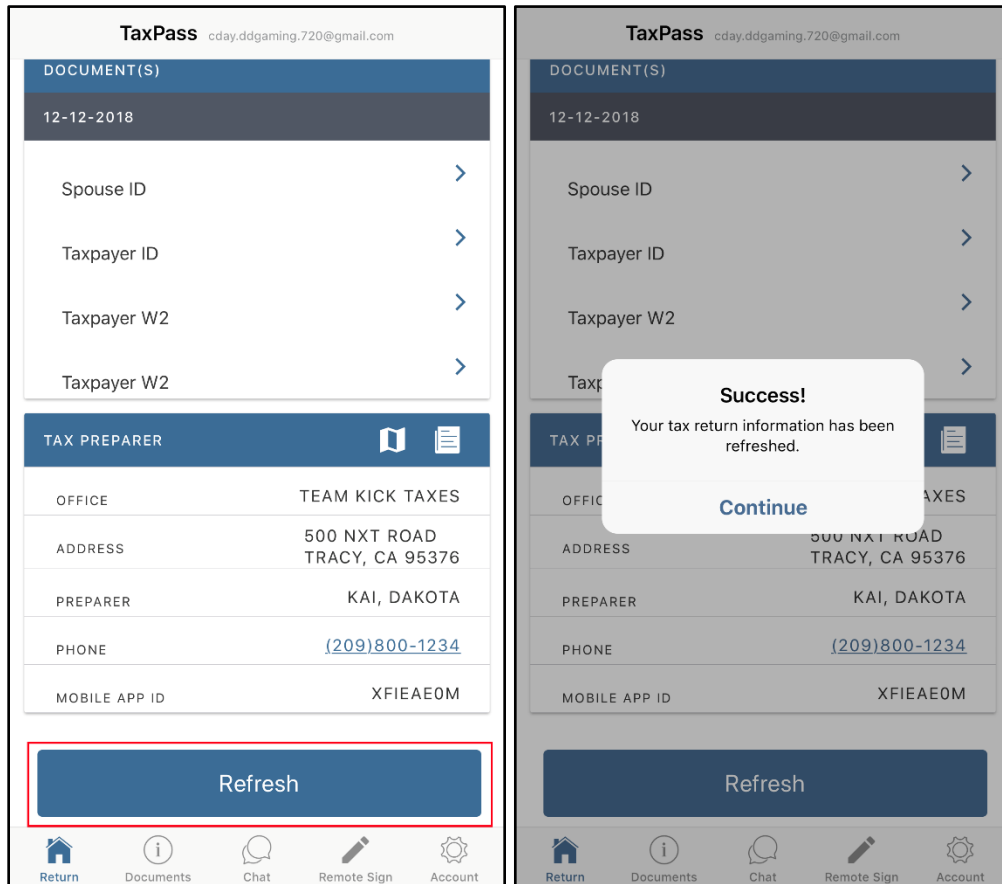 TaxPass cday.ddgaming.720@gmail.com
DOCUMENT(S)
12-12-2018
Spouse ID
Taxpayer ID
Taxpayer W2
Taxpayer W2
TAX PREPARER
OFFICE TEAM KICK TAXES
ADDRESS 500 NXT ROAD
TRACY, CA 95376
PREPARER KAI, DAKOTA
PHONE (209)800-1234
MOBILE APP ID XFIEAE0M
Refresh
Return Documents Chat Remote Sign Account
TaxPass cday.ddgaming.720@gmail.com
DOCUMENT(S)
12-12-2018
Spouse ID
Taxpayer ID
Taxpayer W2
Taxp
Success!
Your tax return information has been
refreshed.
Continue
TAX PR
OFFIC AXES
ADDRESS 500 NXT ROAD
TRACY, CA 95376
PREPARER KAI, DAKOTA
PHONE (209)800-1234
MOBILE APP ID XFIEAE0M
Refresh
Return Documents Chat Remote Sign Account